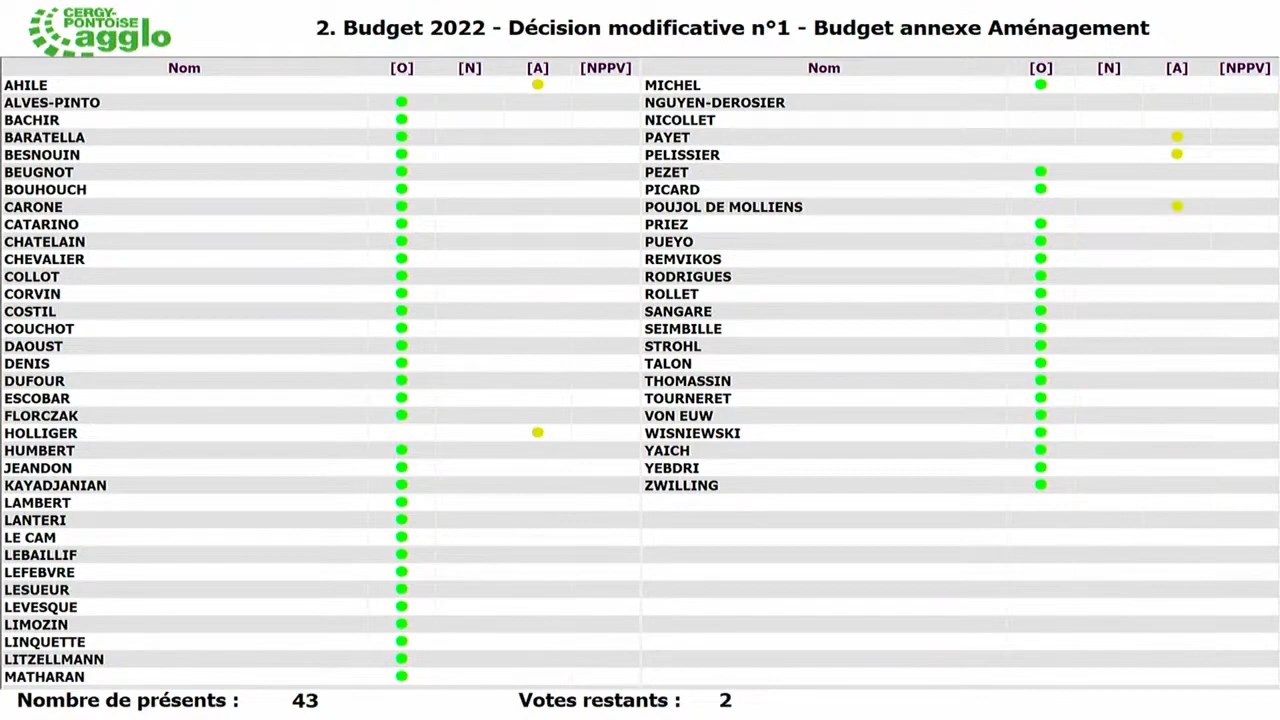 CERGY-PONTOISE
agglo
2. Budget 2022 - Décision modificative n°1 - Budget annexe Aménagement
Nom [O] [N] [A] [NPPV] Nom [O] [N] [A] [NPPV]
AHILE MICHEL
ALVES-PINTO NGUYEN-DEROSIER
BACHIR NICOLLET
BARATELLA PAYET
BESNOUIN PELISSIER
BEUGNOT PEZET
BOUHOUCH PICARD
CARONE POUJOL DE MOLLIENS
CATARINO PRIEZ
CHATELAIN PUEYO
CHEVALIER REMVIKOS
COLLOT RODRIGUES
CORVIN ROLLET
COSTIL SANGARE
COUCHOT SEIMBILLE
DAOUST STROHL
DENIS TALON
DUFOUR THOMASSIN
ESCOBAR TOURNERET
FLORCZAK VON EUW
HOLLIGER WISNIEWSKI
HUMBERT YAICH
JEANDON YEBDRI
KAYADJANIAN ZWILLING
LAMBERT
LANTERI
LE CAM
LEBAILLIF
LEFEBVRE
LESUEUR
LEVESQUE
LIMOZIN
LINQUETTE
LITZELLMANN
MATHARAN
Nombre de présents : 43 Votes restants : 2